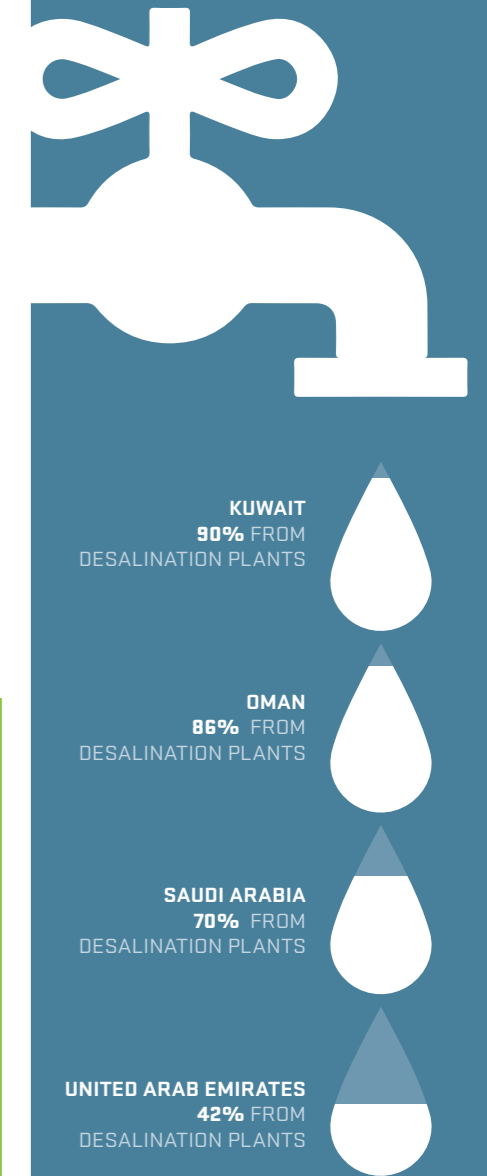 KUWAIT
90% FROM
DESALINATION PLANTS
OMAN
86% FROM
DESALINATION PLANTS
SAUDI ARABIA
70% FROM
DESALINATION PLANTS
UNITED ARAB EMIRATES
42% FROM
DESALINATION PLANTS